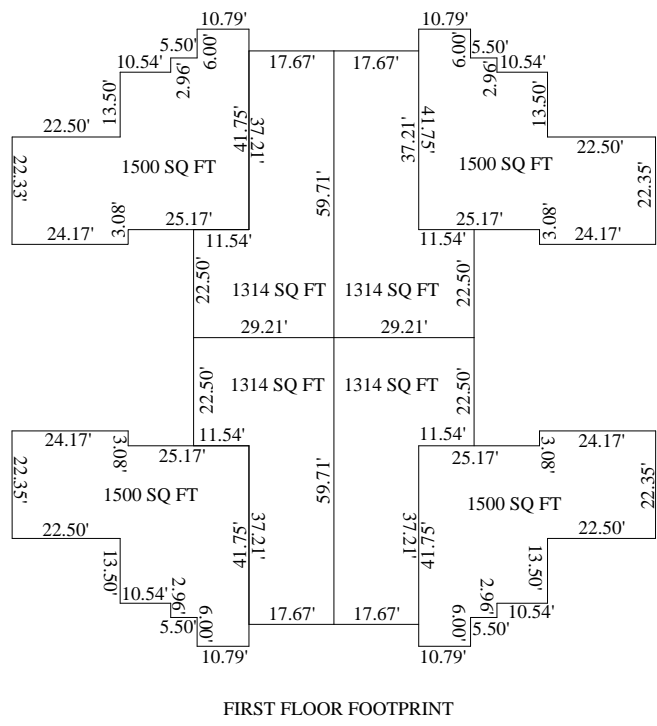 10.79' 10.79'
5.50' 6.00' 17.67' 17.67' 6.00' 5.50'
10.54' 2.96' 2.96' 10.54'
13.50' 13.50'
22.50' 41.75' 37.21' 37.21' 41.75' 22.50'
22.33' 1500 SQ FT 59.71' 1500 SQ FT 22.35'
24.17' 3.08' 25.17' 25.17' 3.08' 24.17'
11.54' 11.54'
22.50' 1314 SQ FT 1314 SQ FT 22.50'
29.21' 29.21'
22.50' 1314 SQ FT 1314 SQ FT 22.50'
24.17' 3.08' 11.54' 11.54' 3.08' 24.17'
25.17' 25.17'
22.35' 1500 SQ FT 59.71' 1500 SQ FT 22.35'
22.50' 41.75' 37.21' 37.21' 41.75' 22.50'
13.50' 13.50'
10.54' 2.96' 2.96' 10.54'
5.50' 6.00' 17.67' 17.67' 6.00' 5.50'
10.79' 10.79'
FIRST FLOOR FOOTPRINT